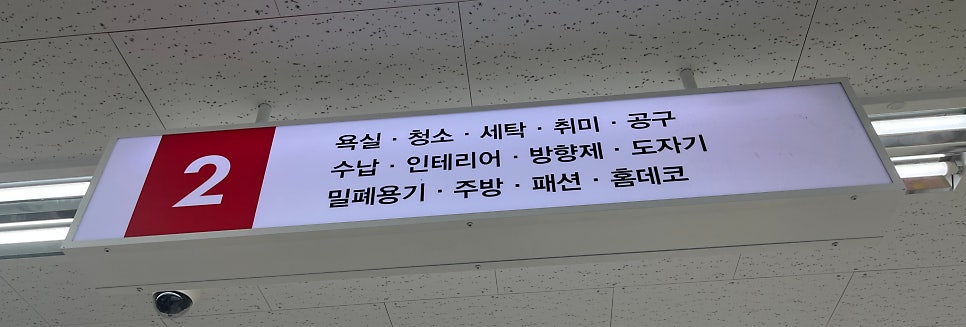 2
욕실 · 청소 · 세탁 · 취미 · 공구
수납 · 인테리어 · 방향제 · 도자기
밀폐용기 · 주방 · 패션 · 홈데코